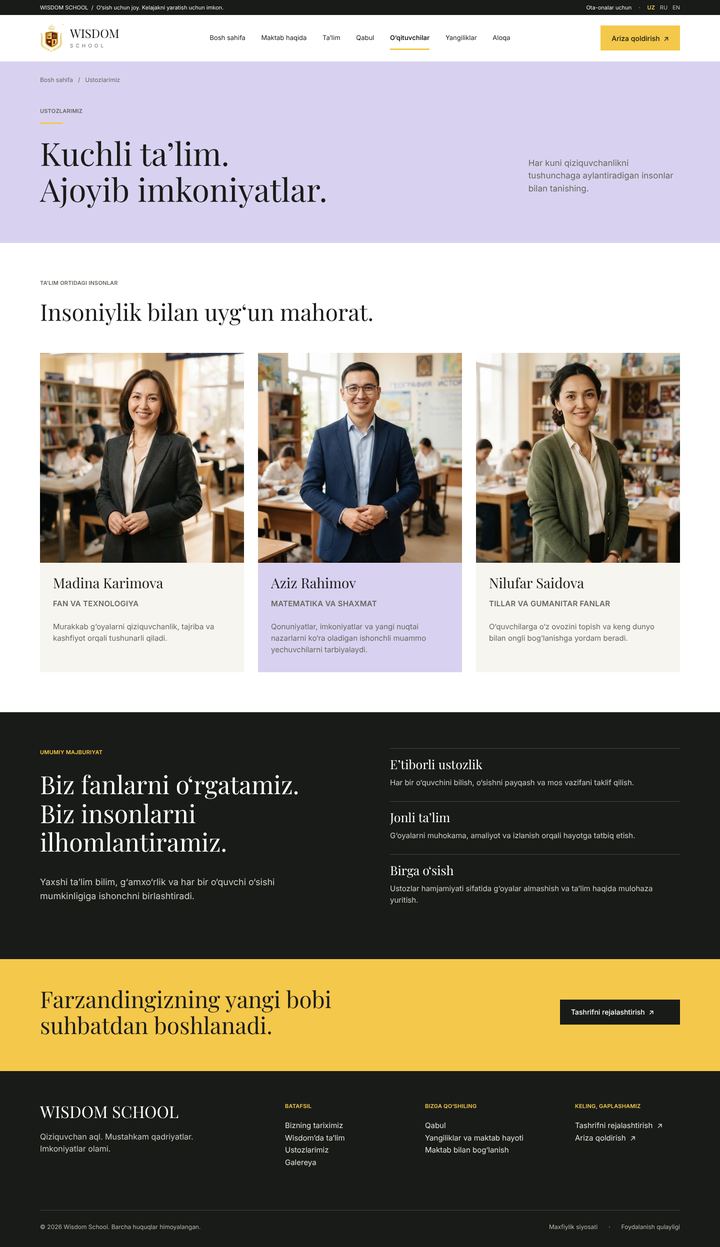 WISDOM SCHOOL / O‘sish uchun joy. Kelajakni yaratish uchun imkon.
Ota-onalar uchun · UZ RU EN
WISDOM
SCHOOL
Bosh sahifa Maktab haqida Ta’lim Qabul O‘qituvchilar Yangiliklar Aloqa
Ariza qoldirish ↗
Bosh sahifa / Ustozlarimiz
USTOZLARIMIZ
Kuchli ta’lim.
Ajoyib imkoniyatlar.
Har kuni qiziquvchanlikni
tushunchaga aylantiradigan insonlar
bilan tanishing.
TA’LIM ORTIDAGI INSONLAR
Insoniylik bilan uyg‘un mahorat.
Madina Karimova
FAN VA TEXNOLOGIYA
Murakkab g‘oyalarni qiziquvchanlik, tajriba va
kashfiyot orqali tushunarli qiladi.
Aziz Rahimov
MATEMATIKA VA SHAXMAT
Qonuniyatlar, imkoniyatlar va yangi nuqtai
nazarlarni ko‘ra oladigan ishonchli muammo
yechuvchilarni tarbiyalaydi.
Nilufar Saidova
TILLAR VA GUMANITAR FANLAR
O‘quvchilarga o‘z ovozini topish va keng dunyo
bilan ongli bog‘lanishga yordam beradi.
UMUMIY MAJBURIYAT
Biz fanlarni o‘rgatamiz.
Biz insonlarni
ilhomlantiramiz.
Yaxshi ta’lim bilim, g‘amxo‘rlik va har bir o‘quvchi o‘sishi
mumkinligiga ishonchni birlashtiradi.
E’tiborli ustozlik
Har bir o‘quvchini bilish, o‘sishni payqash va mos vazifani taklif qilish.
Jonli ta’lim
G‘oyalarni muhokama, amaliyot va izlanish orqali hayotga tatbiq etish.
Birga o‘sish
Ustozlar hamjamiyati sifatida g‘oyalar almashish va ta’lim haqida mulohaza
yuritish.
Farzandingizning yangi bobi
suhbatdan boshlanadi.
Tashrifni rejalashtirish ↗
WISDOM SCHOOL
Qiziquvchan aql. Mustahkam qadriyatlar.
Imkoniyatlar olami.
BATAFSIL
Bizning tariximiz
Wisdom’da ta’lim
Ustozlarimiz
Galereya
BIZGA QO‘SHILING
Qabul
Yangiliklar va maktab hayoti
Maktab bilan bog‘lanish
KELING, GAPLASHAMIZ
Tashrifni rejalashtirish ↗
Ariza qoldirish ↗
© 2026 Wisdom School. Barcha huquqlar himoyalangan.
Maxfiylik siyosati · Foydalanish qulayligi